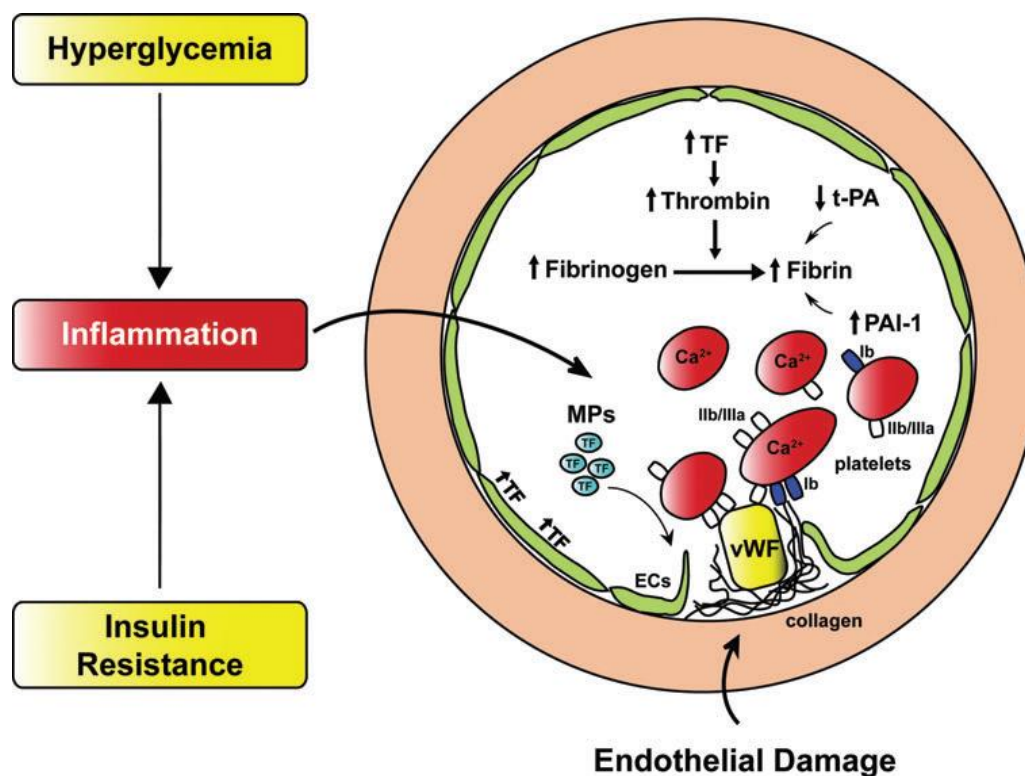 Hyperglycemia
Inflammation
Insulin
Resistance
↑TF
↑Thrombin
↓t-PA
↑Fibrinogen
↑Fibrin
↑PAI-1
Ib
IIb/IIIa
Ca²⁺
Ca²⁺
IIb/IIIa
Ca²⁺
platelets
Ib
MPs
TF
TF
TF
TF
↑TF
↑TF
ECs
vWF
collagen
Endothelial Damage